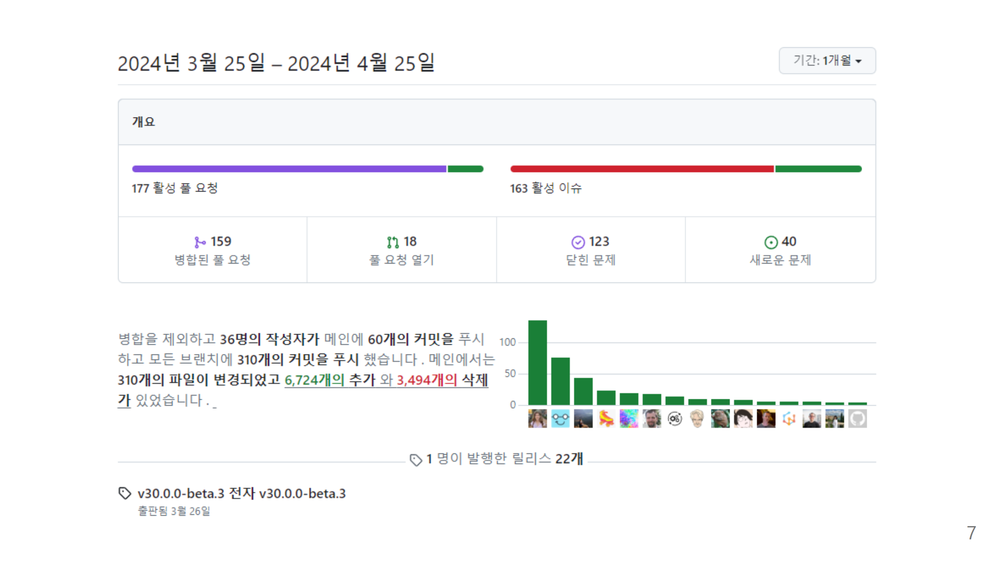 2024년 3월 25일 – 2024년 4월 25일
기간: 1개월
개요
177 활성 풀 요청
163 활성 이슈
159
병합된 풀 요청
18
풀 요청 열기
123
닫힌 문제
40
새로운 문제
병합을 제외하고 36명의 작성자가 메인에 60개의 커밋을 푸시
하고 모든 브랜치에 310개의 커밋을 푸시 했습니다 . 메인에서는
310개의 파일이 변경되었고 6,724개의 추가 와 3,494개의 삭제
가 있었습니다 .
100
50
0
1 명이 발행한 릴리스 22개
v30.0.0-beta.3 전자 v30.0.0-beta.3
출판됨 3월 26일
7